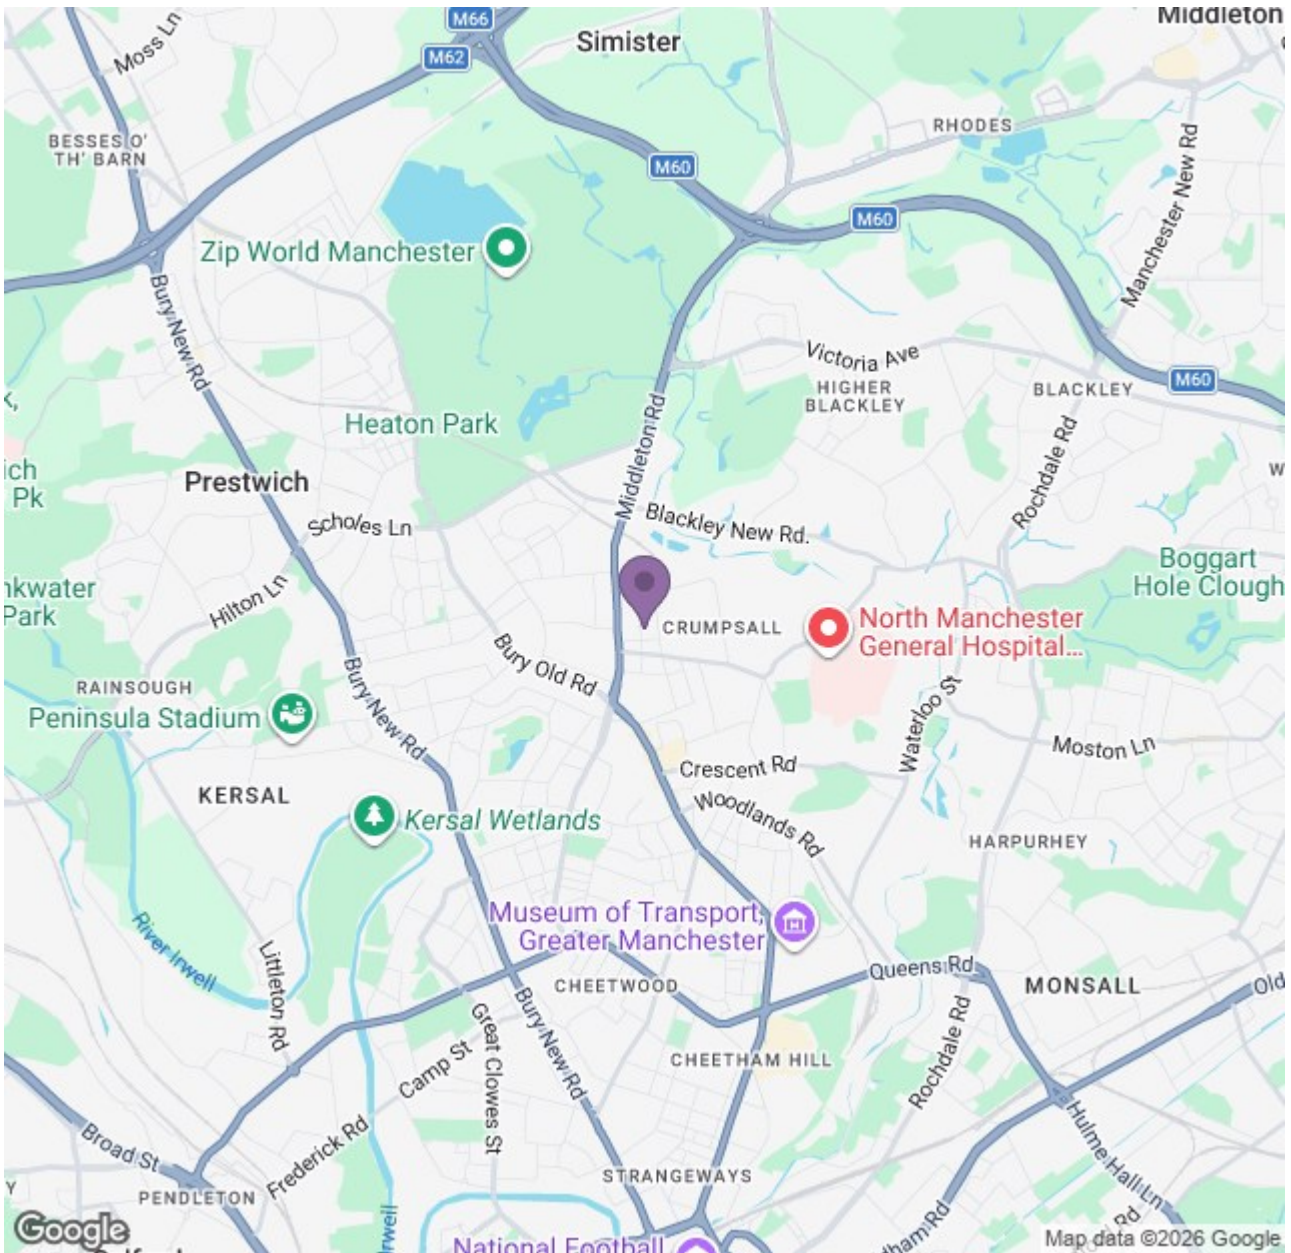 M66
Middleton
Moss Ln
Simister
M62
RHODES
BESSES O'
TH' BARN
M60
Manchester New Rd
M60
Zip World Manchester
Bury New Rd
Victoria Ave
HIGHER
BLACKLEY
BLACKLEY
M60
Middleton Rd
Heaton Park
Rochdale Rd
ich
Pk
Prestwich
W
Scholes Ln
Blackley New Rd.
Boggart
Hole Clough
nkwater
Park
Hilton Ln
North Manchester
General Hospital...
CRUMPSALL
Bury Old Rd
RAINSOUGH
Bury New Rd
Peninsula Stadium
Waterloo St
Moston Ln
Crescent Rd
KERSAL
Woodlands Rd
Kersal Wetlands
HARPURHEY
Museum of Transport,
Greater Manchester
River Irwell
Littleton Rd
Queens Rd
CHEETWOOD
MONSALL
Old
Bury New Rd
Great Clowes St
Rochdale Rd
Camp St
CHEETHAM HILL
Hulme Hall Ln
Broad St
Frederick Rd
STRANGEWAYS
Y
PENDLETON
Irwell
Google
National Football
Rd
Map data ©2026 Google